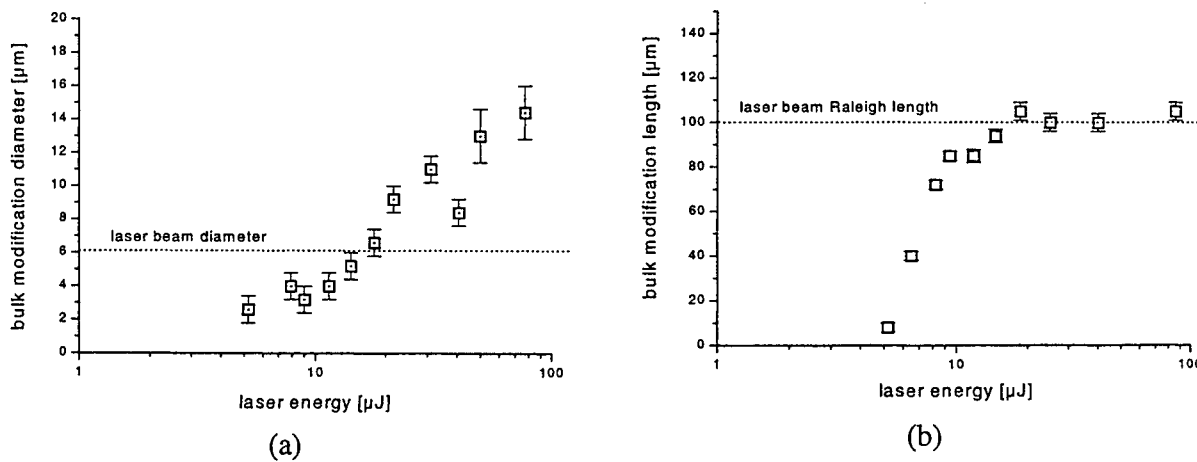 20
18
16
14
12
10
8
6
4
2
0
bulk modification diameter [µm]
laser beam diameter
1 10 100
laser energy [µJ]
(a)
140
120
100
80
60
40
20
0
bulk modification length [µm]
laser beam Raleigh length
1 10 100
laser energy [µJ]
(b)